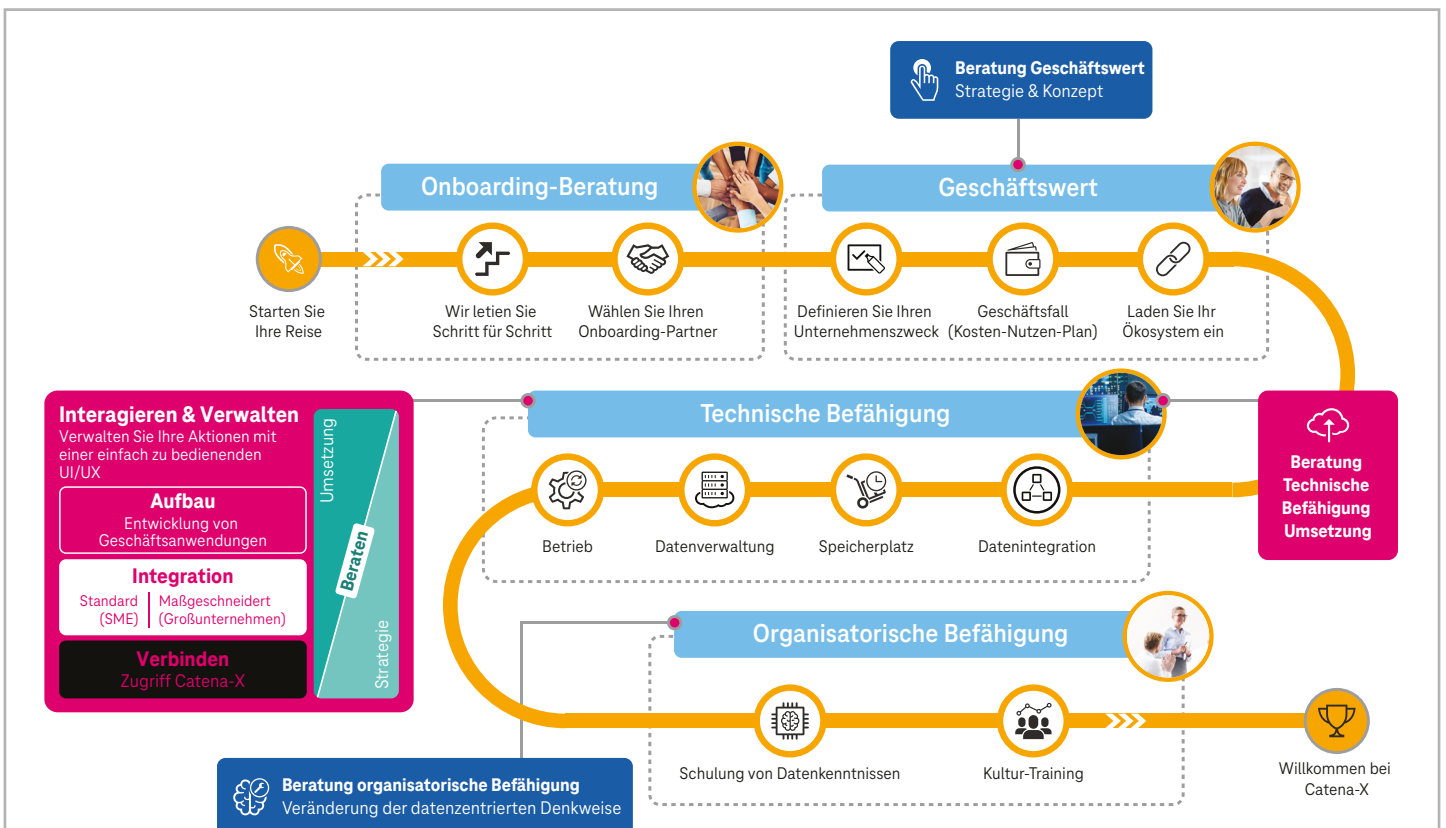 Beratung Geschäftswert
Strategie & Konzept
Onboarding-Beratung
Geschäftswert
Starten Sie
Ihre Reise
Wir letien Sie
Schritt für Schritt
Wählen Sie Ihren
Onboarding-Partner
Definieren Sie Ihren
Unternehmenszweck
Geschäftsfall
(Kosten-Nutzen-Plan)
Laden Sie Ihr
Ökosystem ein
Interagieren & Verwalten
Verwalten Sie Ihre Aktionen mit
einer einfach zu bedienenden
UI/UX
Aufbau
Entwicklung von
Geschäftsanwendungen
Integration
Standard
(SME)
Maßgeschneidert
(Großunternehmen)
Verbinden
Zugriff Catena-X
Umsetzung
Beraten
Strategie
Technische Befähigung
Betrieb
Datenverwaltung
Speicherplatz
Datenintegration
Beratung
Technische
Befähigung
Umsetzung
Organisatorische Befähigung
Schulung von Datenkenntnissen
Kultur-Training
Willkommen bei
Catena-X
Beratung organisatorische Befähigung
Veränderung der datenzentrierten Denkweise